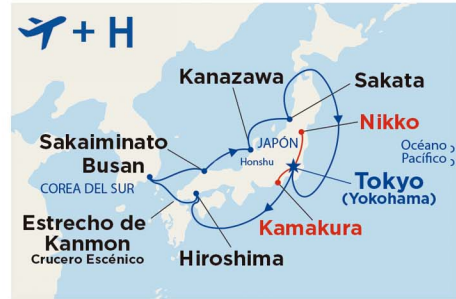 + H
Kanazawa
Sakata
Nikko
Sakaiminato
JAPÓN
Honshu
Océano
Pacífico
Busan
COREA DEL SUR
Tokyo
(Yokohama)
Estrecho de
Kanmon
Crucero Escénico
Kamakura
Hiroshima